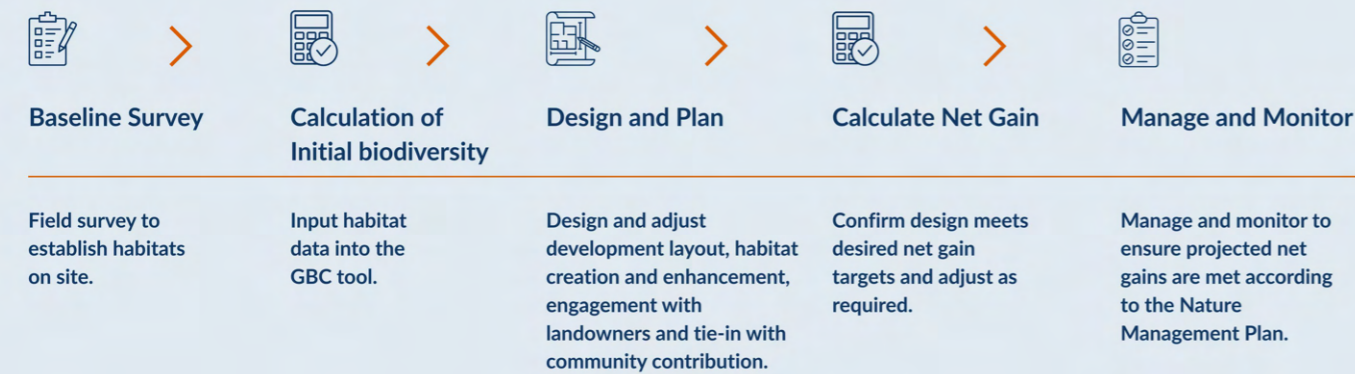 Baseline Survey
Calculation of
Initial biodiversity
Design and Plan
Calculate Net Gain
Manage and Monitor
Field survey to
establish habitats
on site.
Input habitat
data into the
GBC tool.
Design and adjust
development layout, habitat
creation and enhancement,
engagement with
landowners and tie-in with
community contribution.
Confirm design meets
desired net gain
targets and adjust as
required.
Manage and monitor to
ensure projected net
gains are met according
to the Nature
Management Plan.